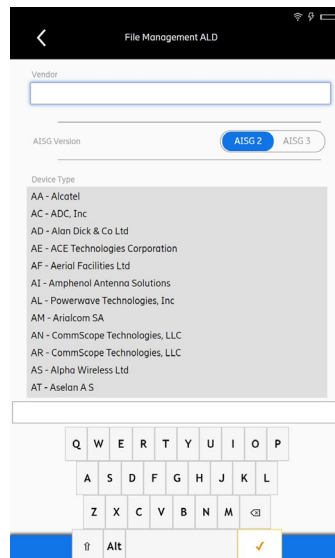 File Management ALD
Vendor
AISG Version
AISG 2 AISG 3
Device Type
AA - Alcatel
AC - ADC, Inc
AD - Alan Dick & Co Ltd
AE - ACE Technologies Corporation
AF - Aerial Facilities Ltd
AI - Amphenol Antenna Solutions
AL - Powerwave Technologies, Inc
AM - Arialcom SA
AN - CommScope Technologies, LLC
AR - CommScope Technologies, LLC
AS - Alpha Wireless Ltd
AT - Aselan A S
Q W E R T Y U I O P
A S D F G H J K L
Z X C V B N M
Alt